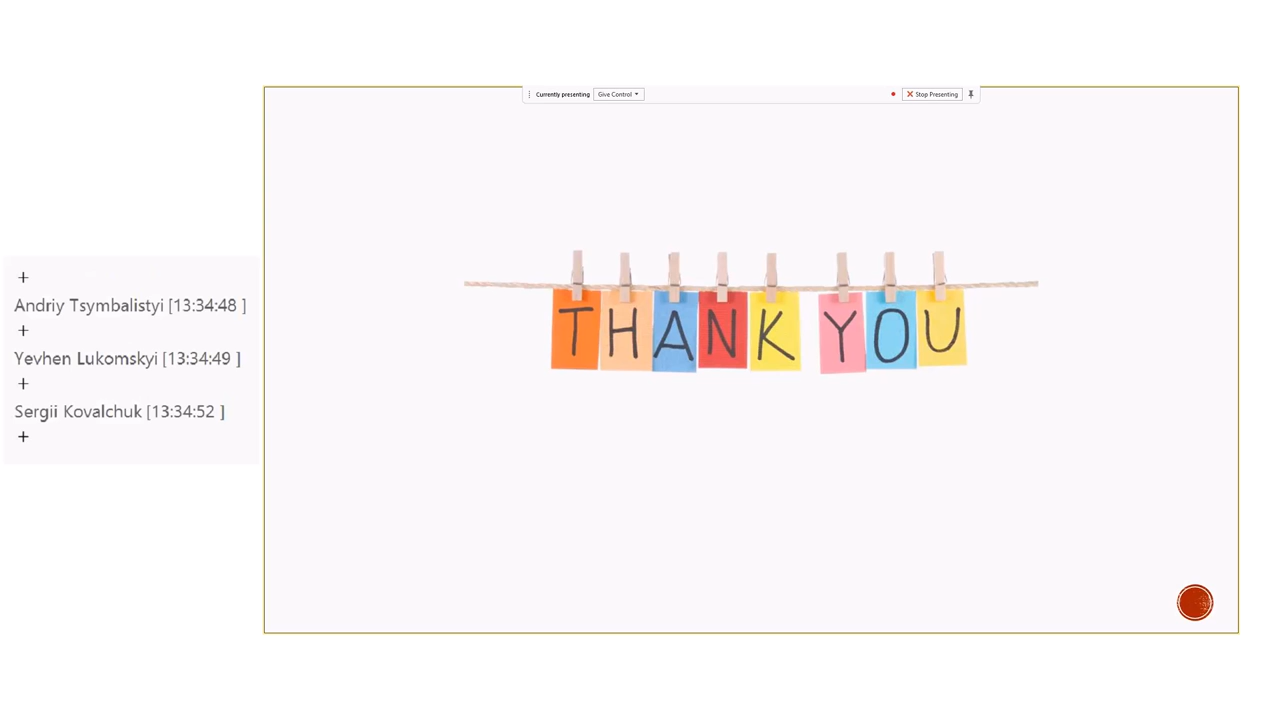 Currently presenting Give Control Stop Presenting
+
Andriy Tsymbalistyi [13:34:48 ]
+
Yevhen Lukomskyi [13:34:49 ]
+
Sergii Kovalchuk [13:34:52 ]
+
THANK YOU